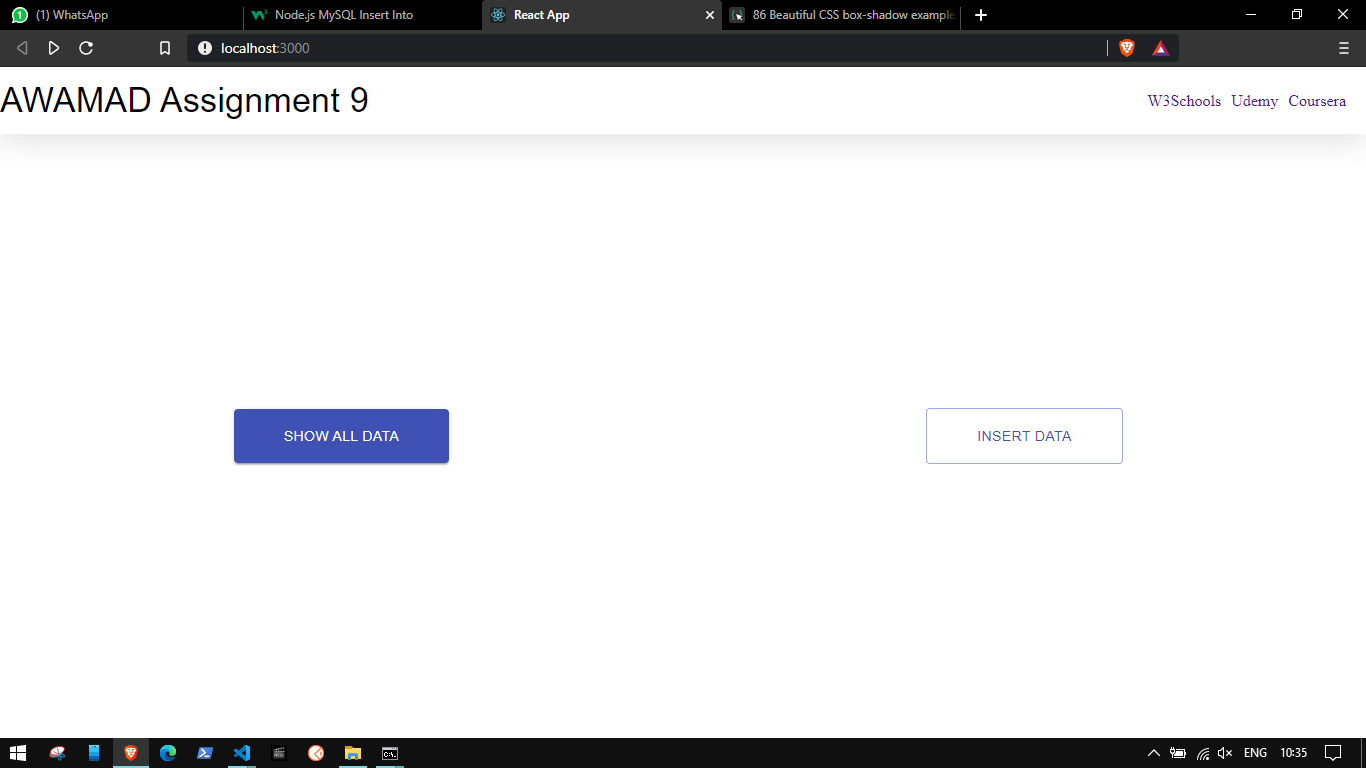 (1) WhatsApp
Node.js MySQL Insert Into
React App
86 Beautiful CSS box-shadow example
localhost:3000
AWAMAD Assignment 9
W3Schools Udemy Coursera
SHOW ALL DATA
INSERT DATA
ENG 10:35